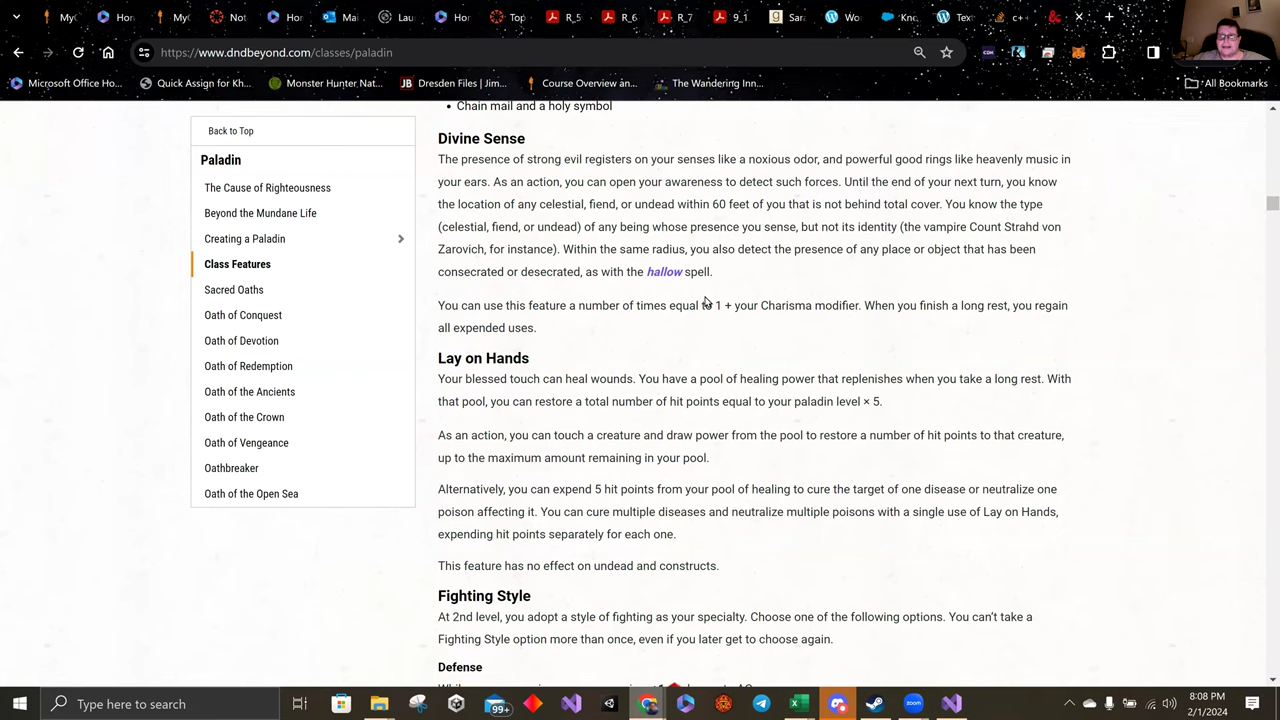 My C
Not
Hor
Mai
Lau
Hor
Top
R_5
R_6
R_7
9_1
Sara
Wo
Knc
Text
c++
https://www.dndbeyond.com/classes/paladin
Microsoft Office Ho...
Quick Assign for Kh...
Monster Hunter Nat...
Dresden Files | Jim...
Course Overview an...
The Wandering Inn...
All Bookmarks
Back to Top
Paladin
The Cause of Righteousness
Beyond the Mundane Life
Creating a Paladin
Class Features
Sacred Oaths
Oath of Conquest
Oath of Devotion
Oath of Redemption
Oath of the Ancients
Oath of the Crown
Oath of Vengeance
Oathbreaker
Oath of the Open Sea
• Chain mail and a holy symbol
Divine Sense
The presence of strong evil registers on your senses like a noxious odor, and powerful good rings like heavenly music in
your ears. As an action, you can open your awareness to detect such forces. Until the end of your next turn, you know
the location of any celestial, fiend, or undead within 60 feet of you that is not behind total cover. You know the type
(celestial, fiend, or undead) of any being whose presence you sense, but not its identity (the vampire Count Strahd von
Zarovich, for instance). Within the same radius, you also detect the presence of any place or object that has been
consecrated or desecrated, as with the hallow spell.
You can use this feature a number of times equal to 1 + your Charisma modifier. When you finish a long rest, you regain
all expended uses.
Lay on Hands
Your blessed touch can heal wounds. You have a pool of healing power that replenishes when you take a long rest. With
that pool, you can restore a total number of hit points equal to your paladin level × 5.
As an action, you can touch a creature and draw power from the pool to restore a number of hit points to that creature,
up to the maximum amount remaining in your pool.
Alternatively, you can expend 5 hit points from your pool of healing to cure the target of one disease or neutralize one
poison affecting it. You can cure multiple diseases and neutralize multiple poisons with a single use of Lay on Hands,
expending hit points separately for each one.
This feature has no effect on undead and constructs.
Fighting Style
At 2nd level, you adopt a style of fighting as your specialty. Choose one of the following options. You can't take a
Fighting Style option more than once, even if you later get to choose again.
Defense
Type here to search
99+
zoom
8:08 PM
2/1/2024